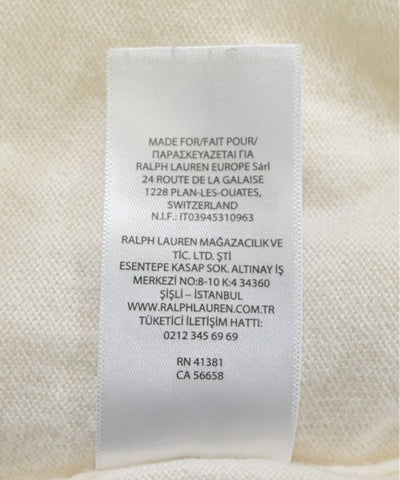 MADE FOR/FAIT POUR/
ΠΑΡΑΣΚΕΥΑΖΕΤΑΙ ΓΙΑ
RALPH LAUREN EUROPE Sárl
24 ROUTE DE LA GALAISE
1228 PLAN-LES-OUATES,
SWITZERLAND
N.I.F.: IT03945310963
RALPH LAUREN MAĞAZACILIK VE
TİC. LTD. ŞTİ
ESENTEPE KASAP SOK. ALTINAY İŞ
MERKEZİ NO:8-10 K:4 34360
ŞİŞLİ – İSTANBUL
WWW.RALPHLAUREN.COM.TR
TÜKETİCİ İLETİŞİM HATTI:
0212 345 69 69
RN 41381
CA 56658